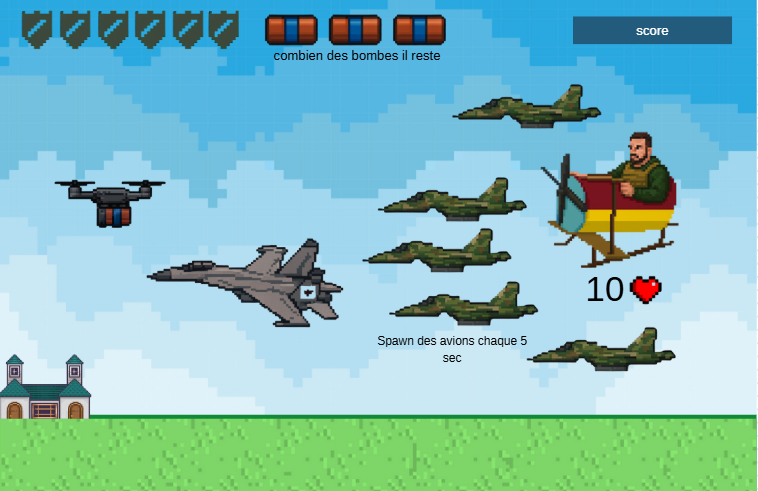 score
combien des bombes il reste
10
Spawn des avions chaque 5
sec